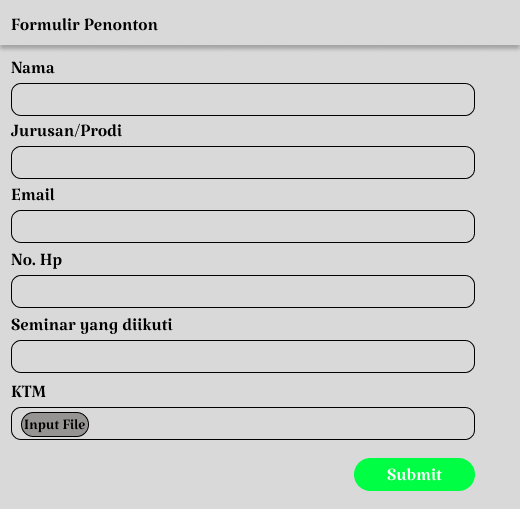 Formulir Penonton
Nama
Jurusan/Prodi
Email
No. Hp
Seminar yang diikuti
KTM
Input File
Submit